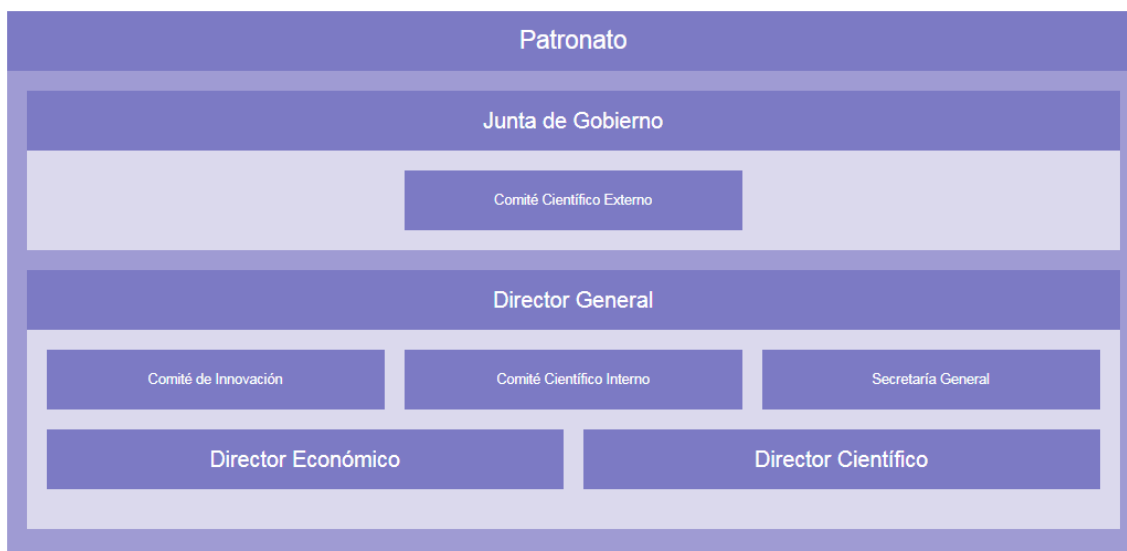 Patronato
Junta de Gobierno
Comité Científico Externo
Director General
Comité de Innovación
Comité Científico Interno
Secretaría General
Director Económico
Director Científico